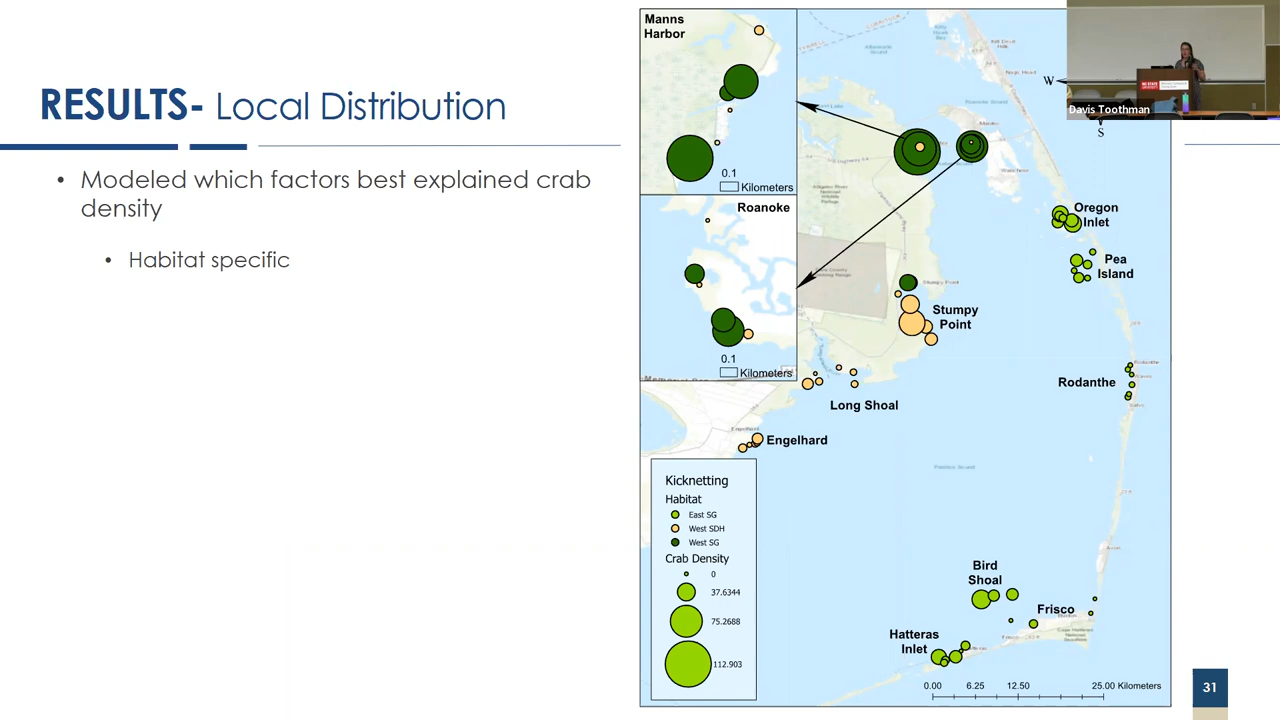 RESULTS- Local Distribution
• Modeled which factors best explained crab
density
• Habitat specific
Manns
Harbor
0.1
Kilometers
Roanoke
0.1
Kilometers
W
S
Davis Toothman
Oregon
Inlet
Pea
Island
Stumpy
Point
Rodanthe
Long Shoal
Engelhard
Bird
Shoal
Frisco
Hatteras
Inlet
Kicknetting
Habitat
East SG
West SDH
West SG
Crab Density
0
37.6344
75.2688
112.903
0.00 6.25 12.50 25.00 Kilometers
31